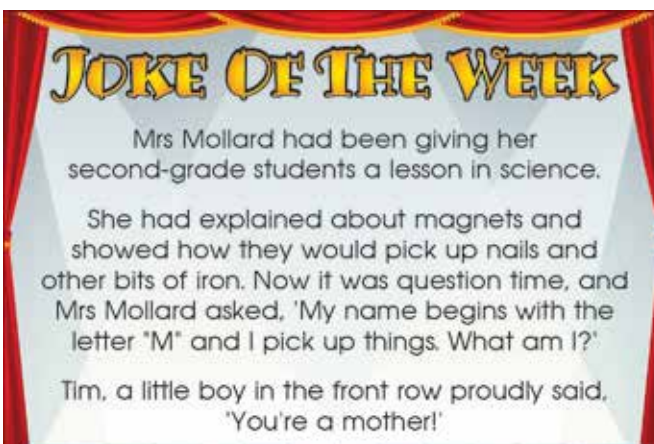 JOKE OF THE WEEK
Mrs Mollard had been giving her
second-grade students a lesson in science.
She had explained about magnets and
showed how they would pick up nails and
other bits of iron. Now it was question time, and
Mrs Mollard asked, 'My name begins with the
letter "M" and I pick up things. What am I?'
Tim, a little boy in the front row proudly said,
'You're a mother!'